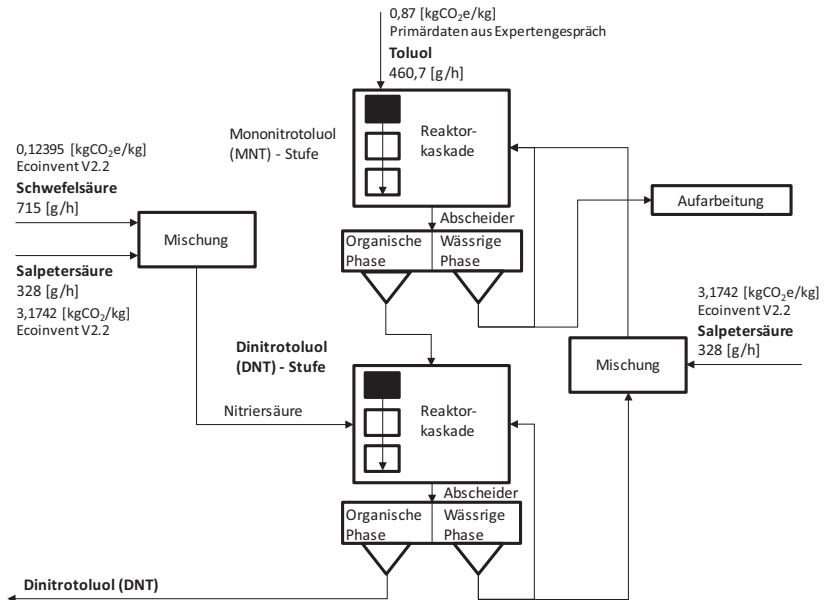 0,87 [kgCO₂e/kg]
Primärdaten aus Expertengespräch
Toluol
460,7 [g/h]
Mononitrotoluol
(MNT) - Stufe
Reaktor-
kaskade
0,12395 [kgCO₂e/kg]
Ecoinvent V2.2
Schwefelsäure
715 [g/h]
Mischung
Salpetersäure
328 [g/h]
3,1742 [kgCO₂/kg]
Ecoinvent V2.2
Abscheider
Organische
Phase
Wässrige
Phase
Aufarbeitung
3,1742 [kgCO₂e/kg]
Ecoinvent V2.2
Salpetersäure
328 [g/h]
Mischung
Dinitrotoluol
(DNT) - Stufe
Reaktor-
kaskade
Nitriersäure
Abscheider
Organische
Phase
Wässrige
Phase
Dinitrotoluol (DNT)